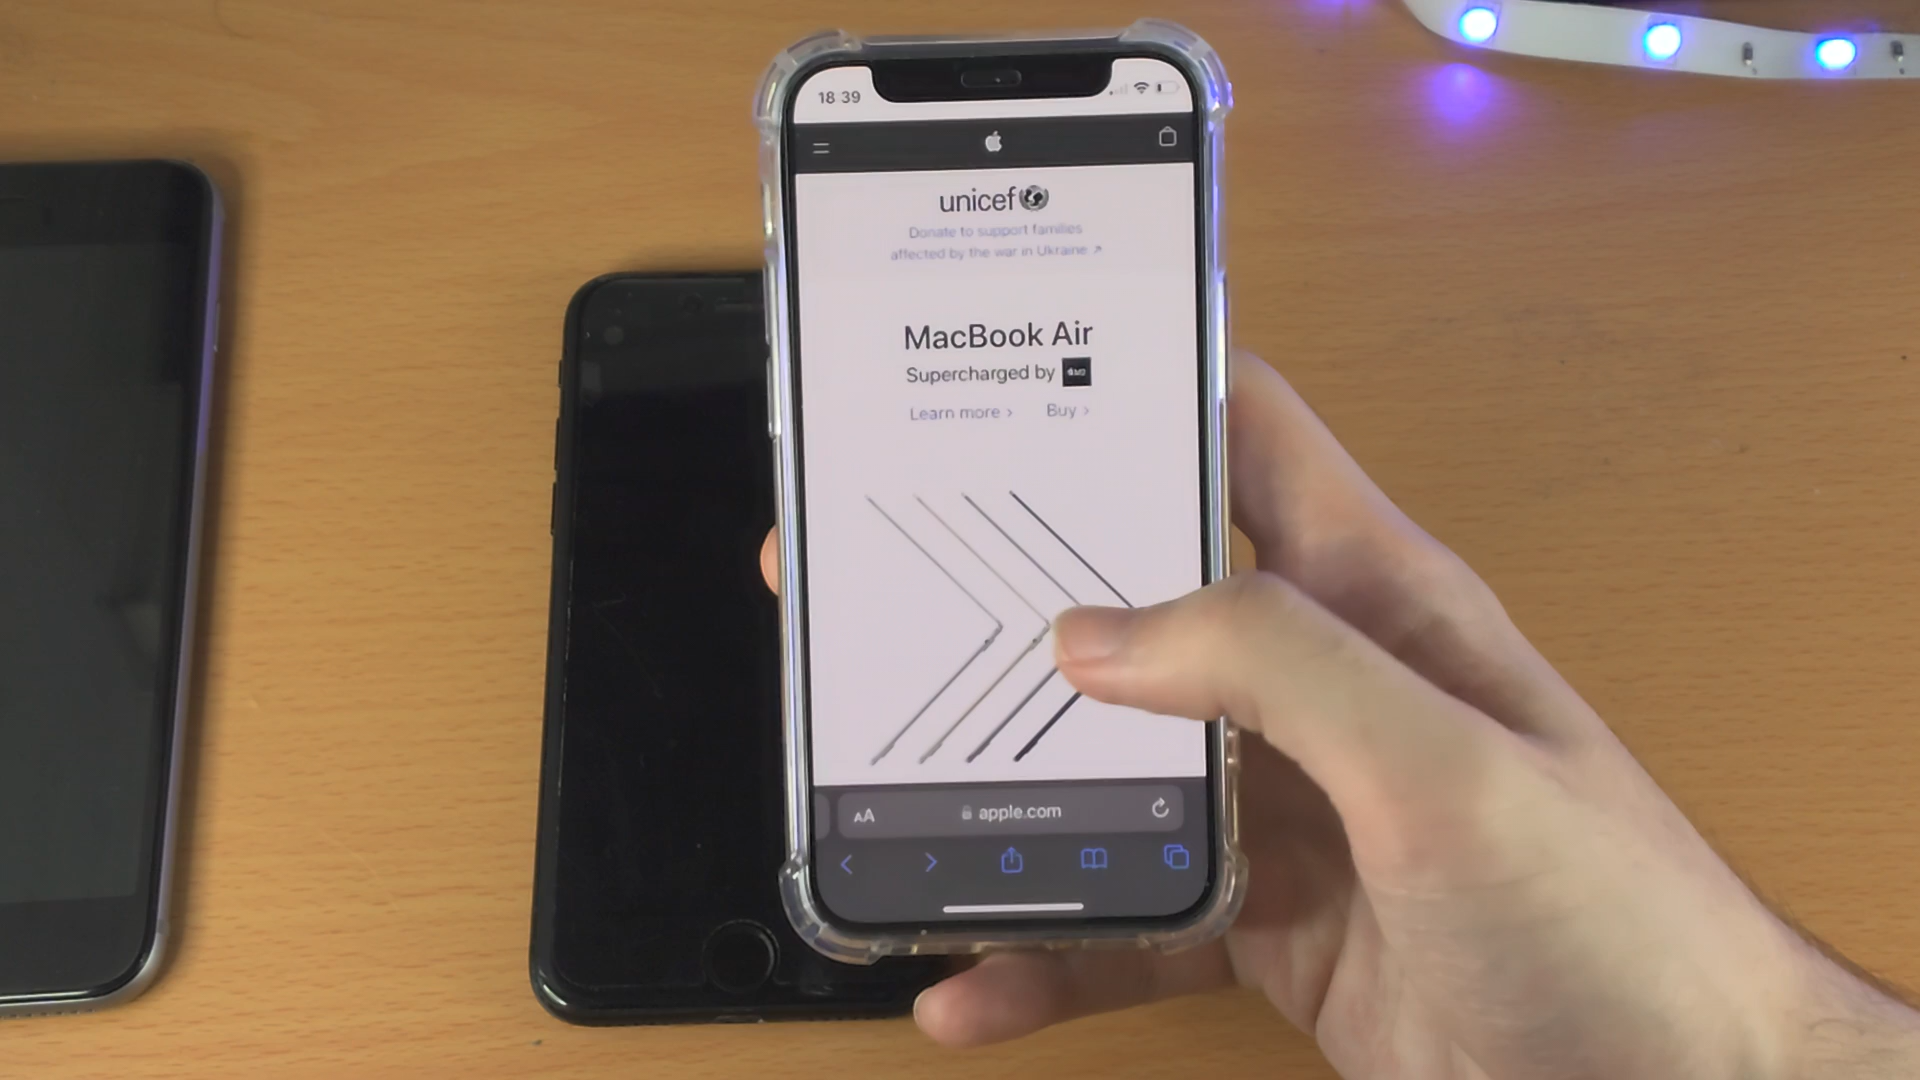 18 39
unicef
Donate to support families
affected by the war in Ukraine ↗
MacBook Air
Supercharged by M2
Learn more > Buy >
AA apple.com